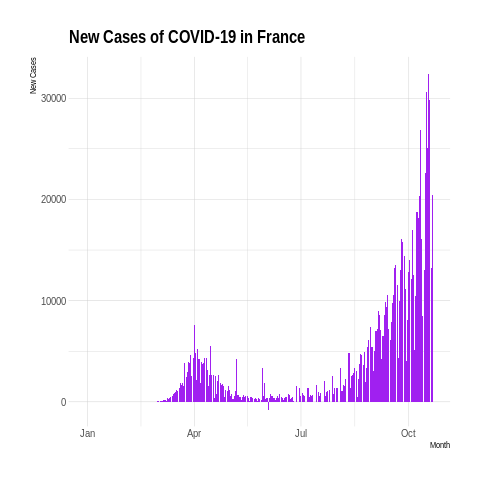 New Cases of COVID-19 in France
New Cases
30000
20000
10000
0
Jan Apr Jul Oct
Month